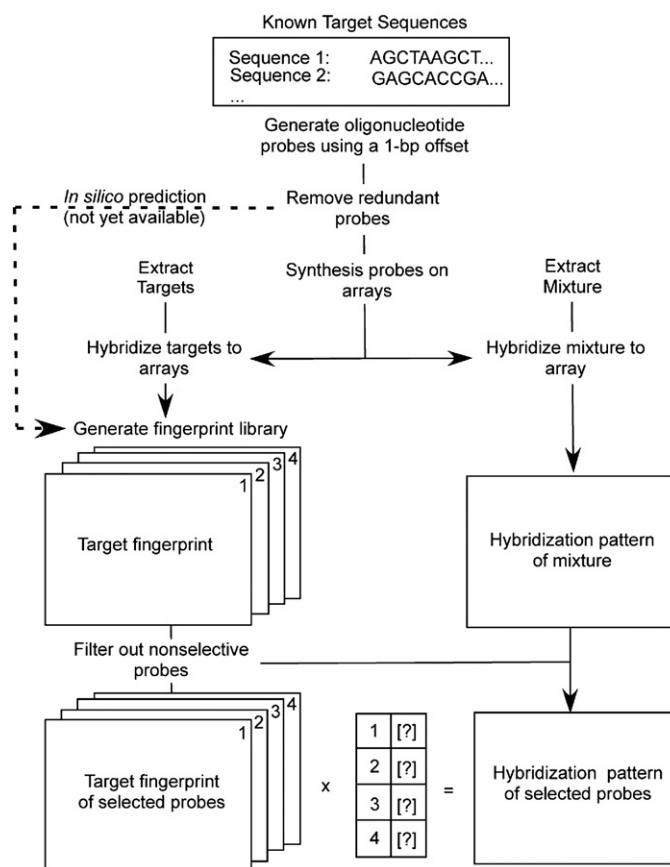 Known Target Sequences
Sequence 1: AGCTAAGCT...
Sequence 2: GAGCACCGA...
...
Generate oligonucleotide
probes using a 1-bp offset
In silico prediction
(not yet available)
Remove redundant
probes
Extract
Targets
Synthesis probes on
arrays
Extract
Mixture
Hybridize targets to
arrays
Hybridize mixture to
array
Generate fingerprint library
4
3
2
1
Target fingerprint
Hybridization pattern
of mixture
Filter out nonselective
probes
4
3
2
1
Target fingerprint
of selected probes
x
1 [?]
2 [?]
3 [?]
4 [?]
=
Hybridization pattern
of selected probes